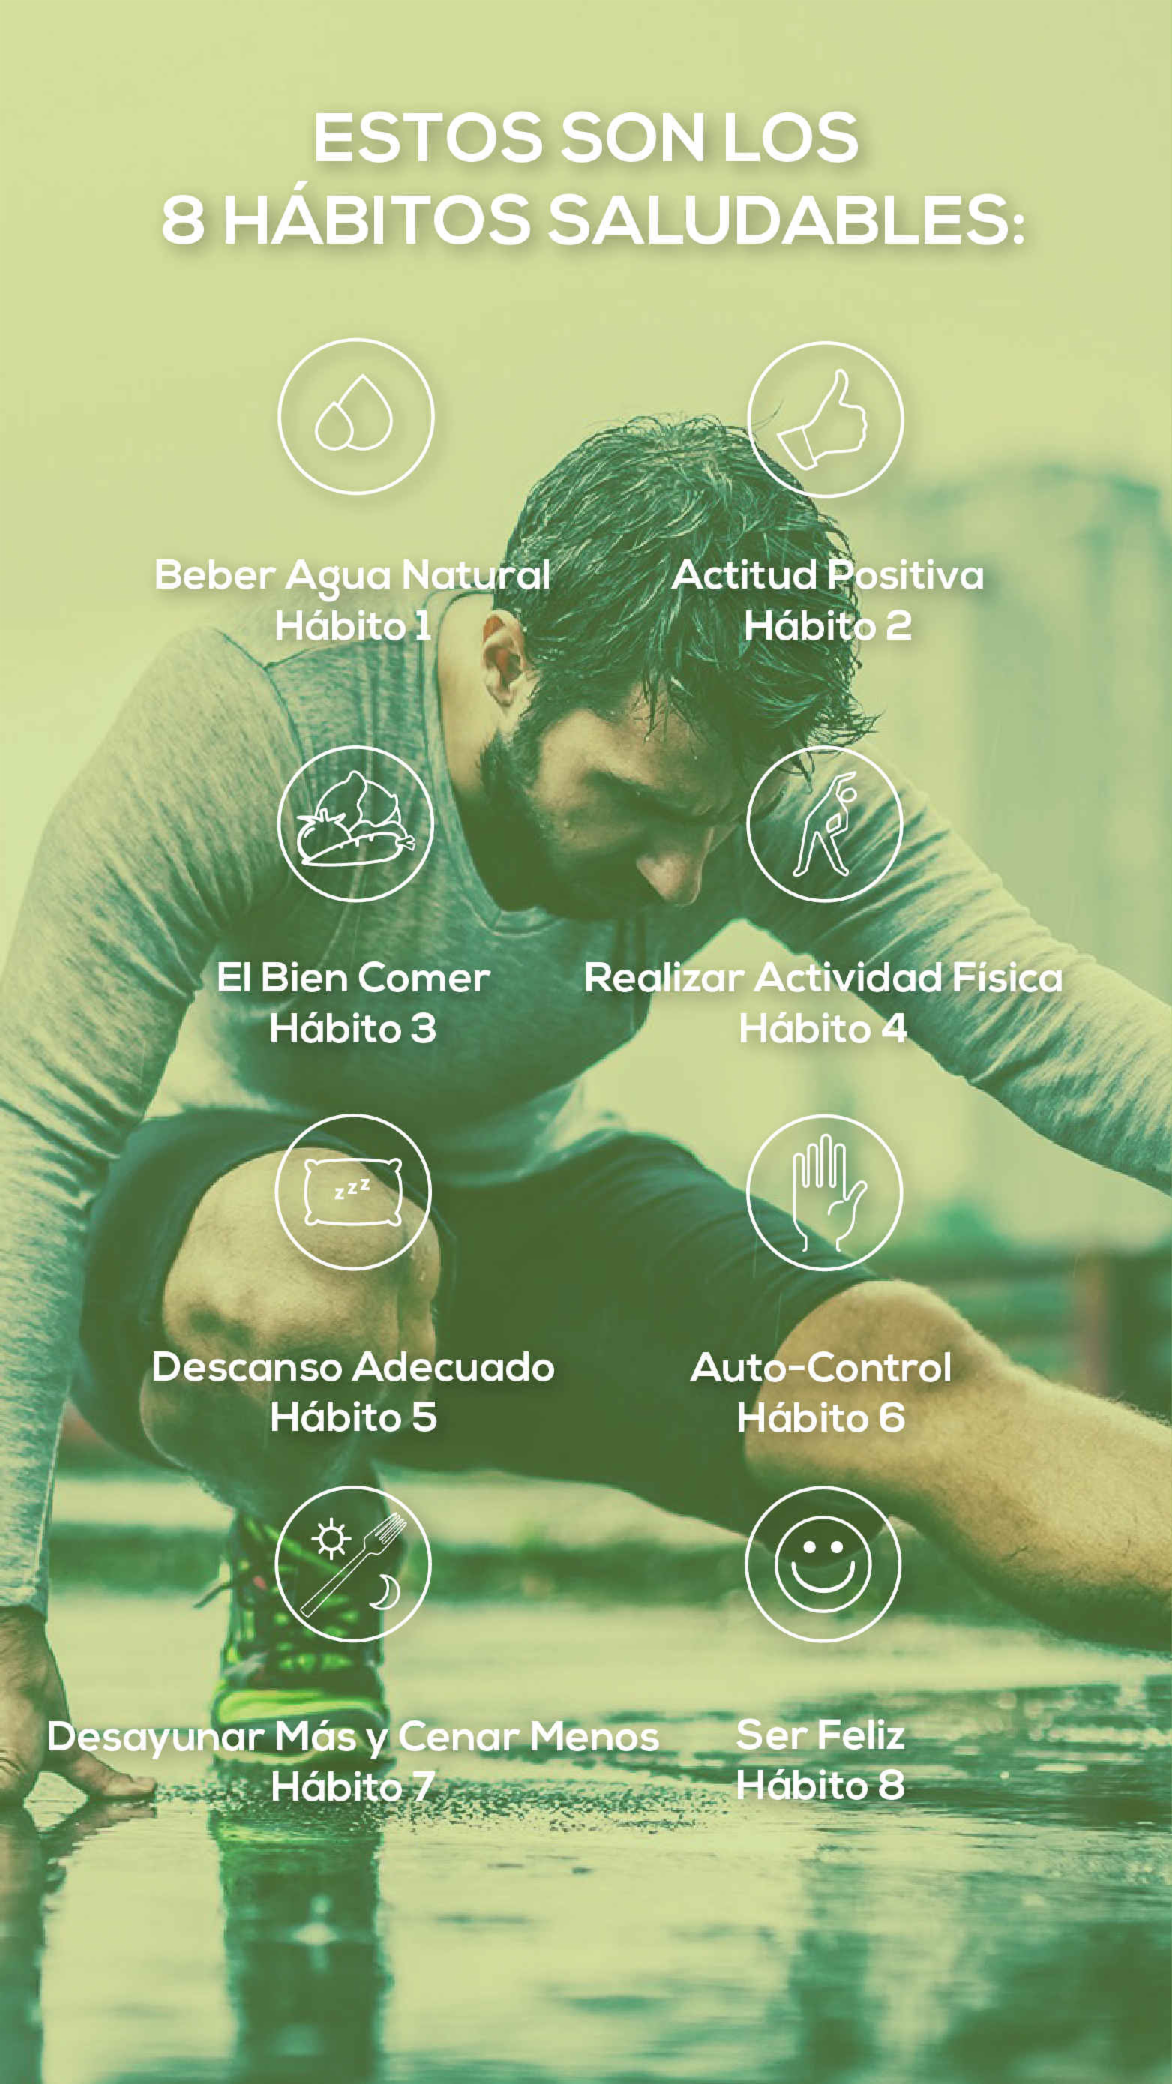 ESTOS SON LOS
8 HÁBITOS SALUDABLES:
Beber Agua Natural
Hábito 1
Actitud Positiva
Hábito 2
El Bien Comer
Hábito 3
Realizar Actividad Física
Hábito 4
zzz
Descanso Adecuado
Hábito 5
Auto-Control
Hábito 6
Desayunar Más y Cenar Menos
Hábito 7
Ser Feliz
Hábito 8